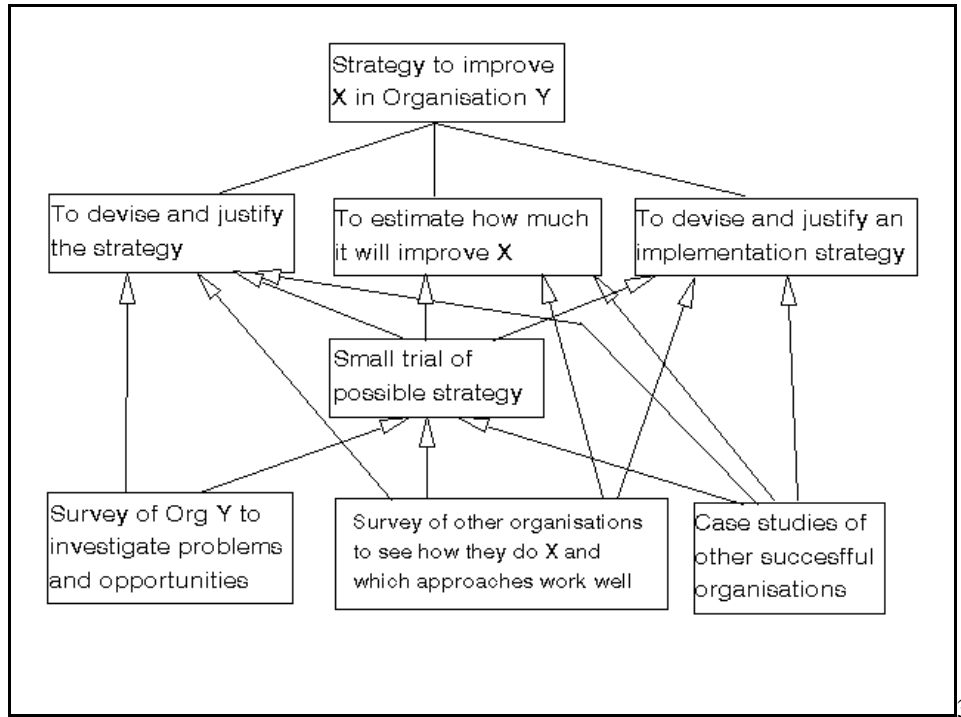 Strategy to improve
X in Organisation Y
To devise and justify
the strategy
To estimate how much
it will improve X
To devise and justify an
implementation strategy
Small trial of
possible strategy
Survey of Org Y to
investigate problems
and opportunities
Survey of other organisations
to see how they do X and
which approaches work well
Case studies of
other succesfful
organisations